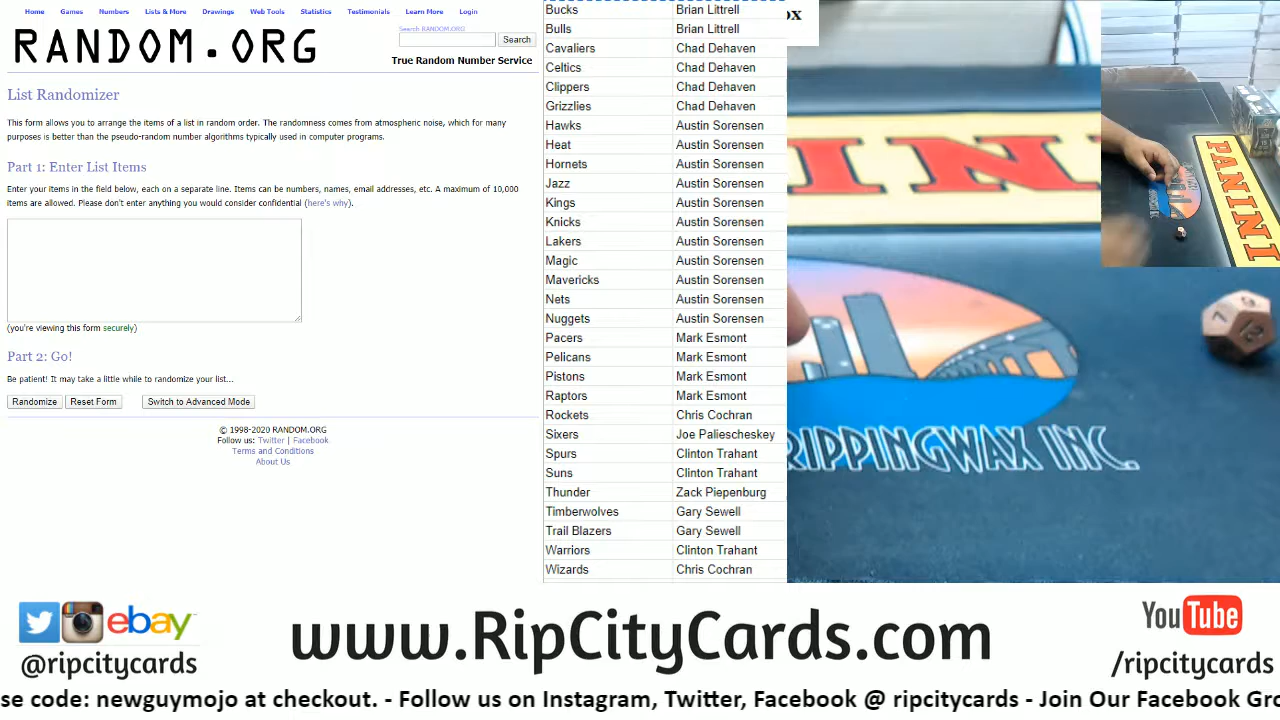 Home Games Numbers Lists & More Drawings Web Tools Statistics Testimonials Learn More Login
RANDOM.ORG
Search RANDOM.ORG
Search
True Random Number Service
List Randomizer
This form allows you to arrange the items of a list in random order. The randomness comes from atmospheric noise, which for many
purposes is better than the pseudo-random number algorithms typically used in computer programs.
Part 1: Enter List Items
Enter your items in the field below, each on a separate line. Items can be numbers, names, email addresses, etc. A maximum of 10,000
items are allowed. Please don't enter anything you would consider confidential (here's why).
(you're viewing this form securely)
Part 2: Go!
Be patient! It may take a little while to randomize your list...
Randomize Reset Form Switch to Advanced Mode
© 1998-2020 RANDOM.ORG
Follow us: Twitter | Facebook
Terms and Conditions
About Us
Bucks Brian Littrell
Bulls Brian Littrell
Cavaliers Chad Dehaven
Celtics Chad Dehaven
Clippers Chad Dehaven
Grizzlies Chad Dehaven
Hawks Austin Sorensen
Heat Austin Sorensen
Hornets Austin Sorensen
Jazz Austin Sorensen
Kings Austin Sorensen
Knicks Austin Sorensen
Lakers Austin Sorensen
Magic Austin Sorensen
Mavericks Austin Sorensen
Nets Austin Sorensen
Nuggets Austin Sorensen
Pacers Mark Esmont
Pelicans Mark Esmont
Pistons Mark Esmont
Raptors Mark Esmont
Rockets Chris Cochran
Sixers Joe Paliescheskey
Spurs Clinton Trahant
Suns Clinton Trahant
Thunder Zack Piepenburg
Timberwolves Gary Sewell
Trail Blazers Gary Sewell
Warriors Clinton Trahant
Wizards Chris Cochran
ox
INI
RIPPINGWAX INC.
7
12
PANINI
ebay
@ripcitycards
www.RipCityCards.com
YouTube
/ripcitycards
se code: newguymojo at checkout. - Follow us on Instagram, Twitter, Facebook @ ripcitycards - Join Our Facebook Gro